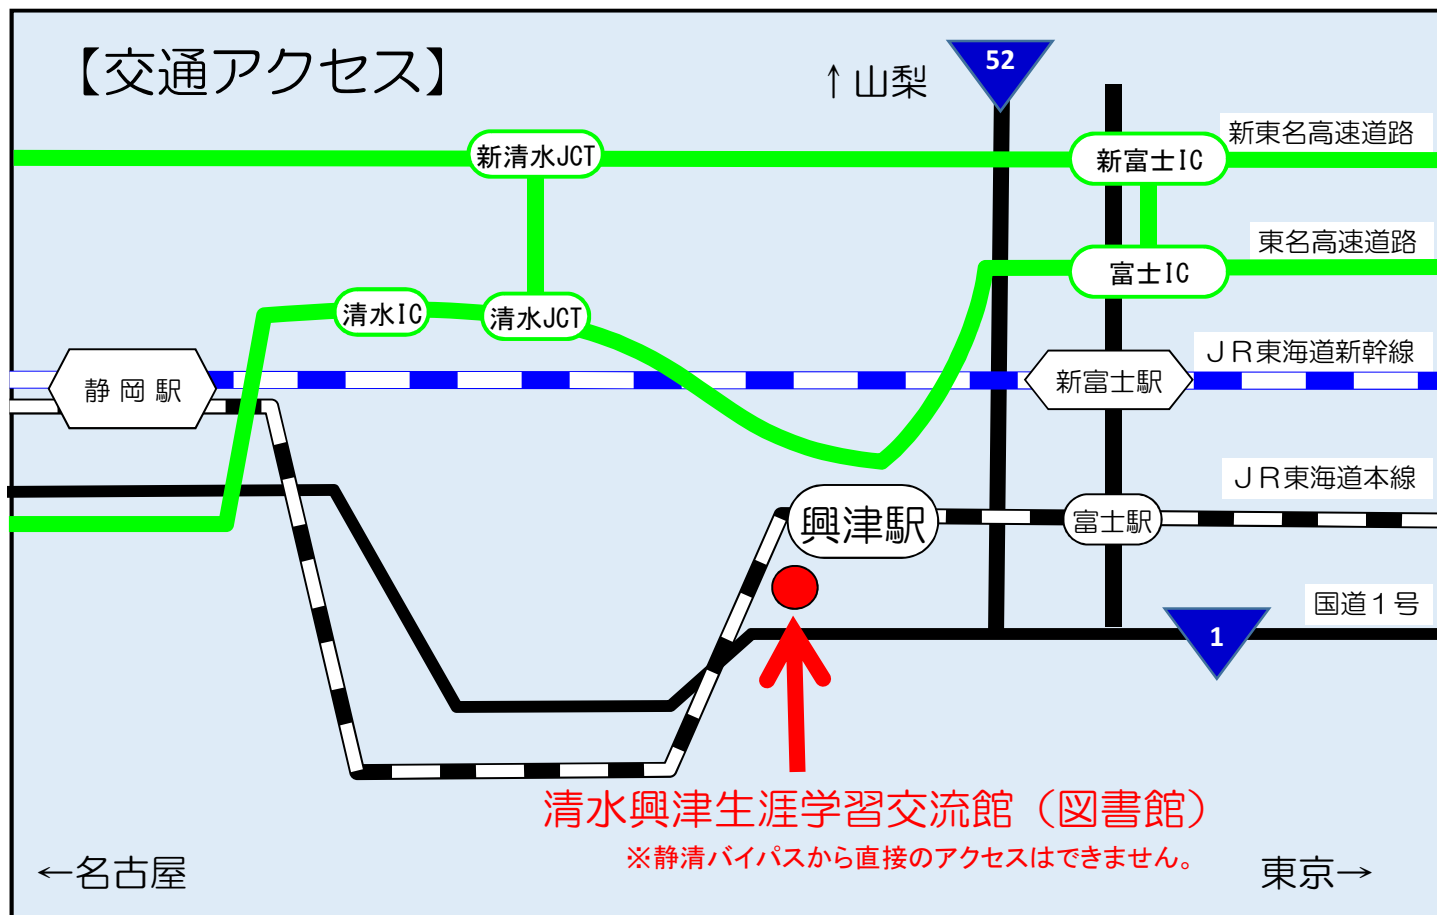 【交通アクセス】
↑山梨
52
新東名高速道路
新清水JCT
新富士IC
東名高速道路
富士IC
清水IC
清水JCT
JR東海道新幹線
静岡駅
新富士駅
JR東海道本線
興津駅
富士駅
国道1号
1
清水興津生涯学習交流館（図書館）
※静清バイパスから直接のアクセスはできません。
←名古屋
東京→